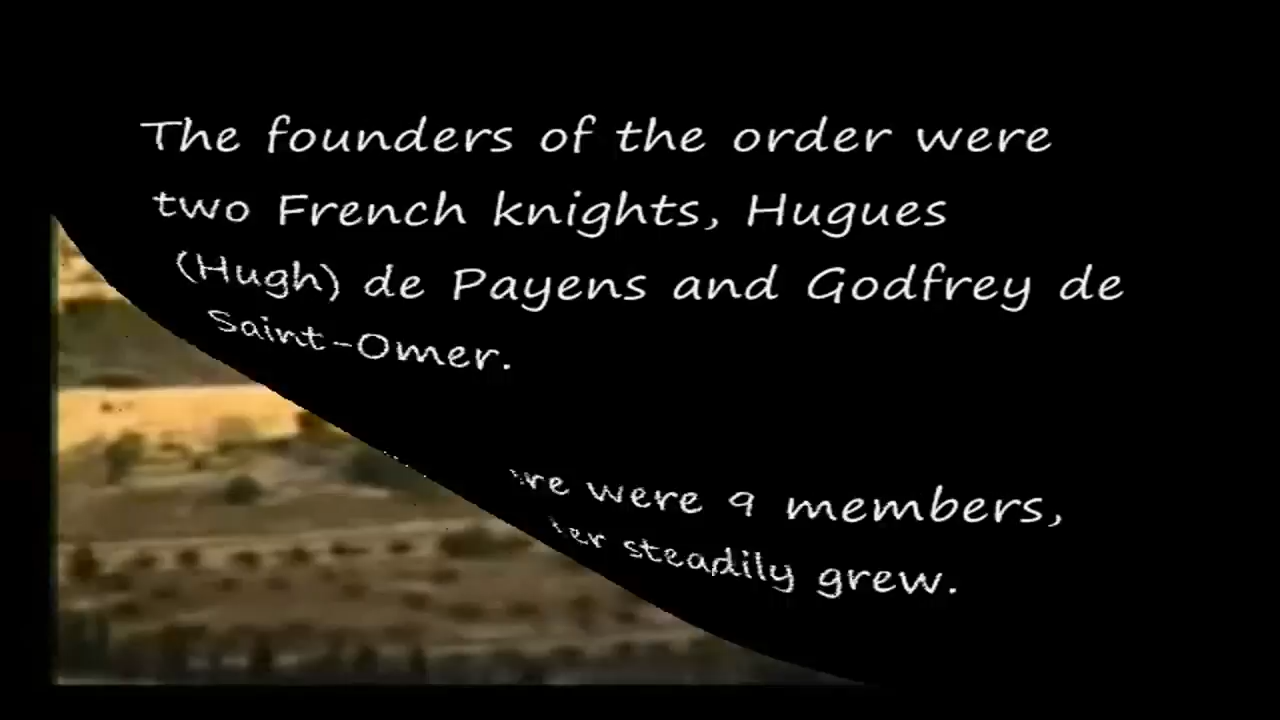 The founders of the order were
two French knights, Hugues
(Hugh) de Payens and Godfrey de
Saint-Omer.
were 9 members,
steadily grew.